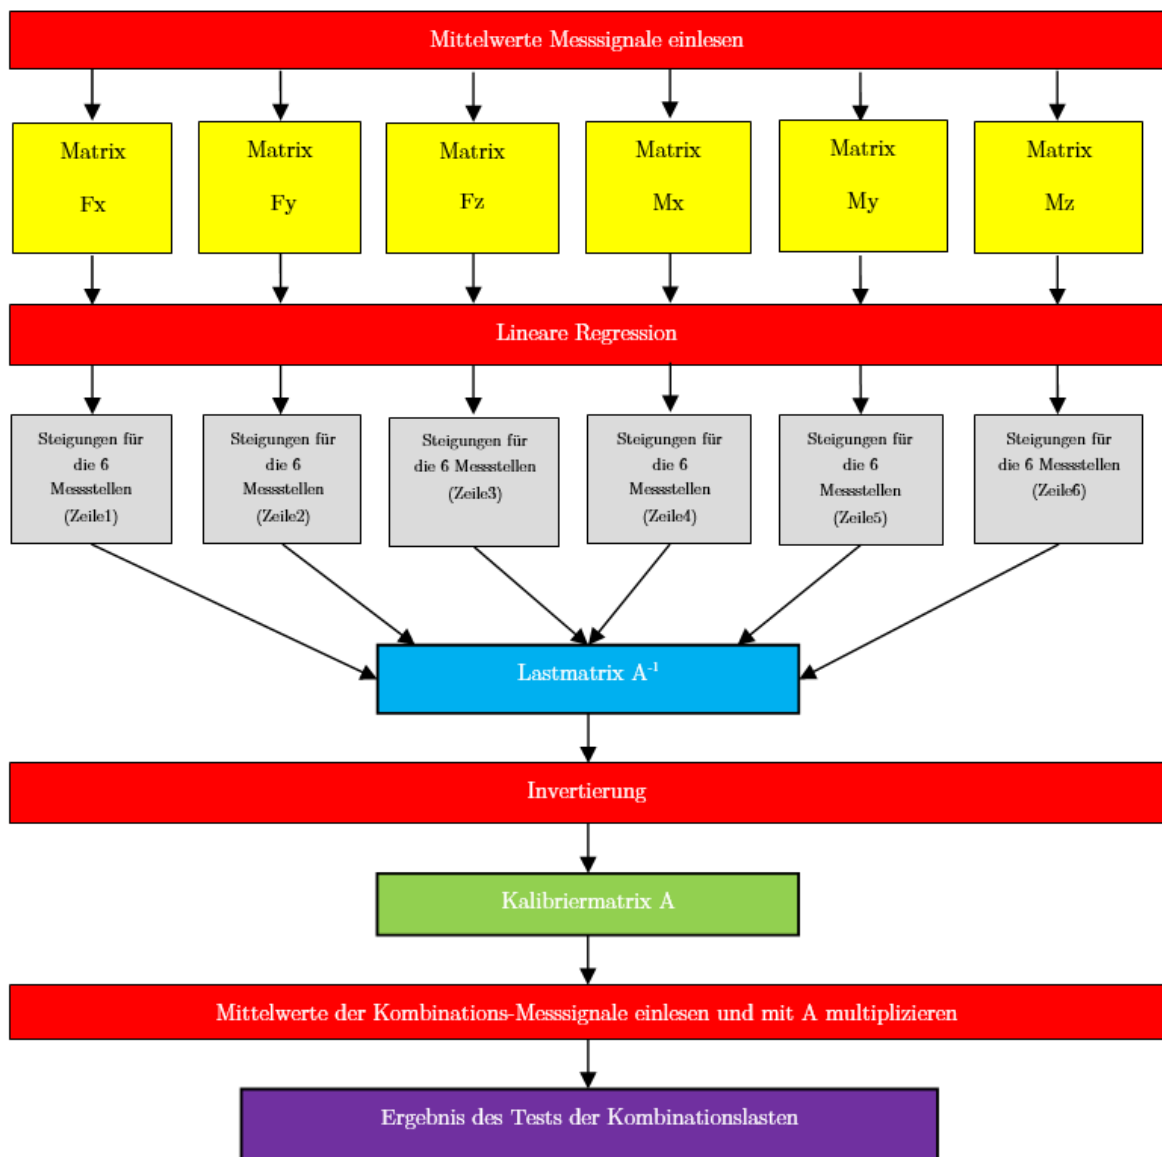 Mittelwerte Messsignale einlesen
Matrix
Fx
Matrix
Fy
Matrix
Fz
Matrix
Mx
Matrix
My
Matrix
Mz
Lineare Regression
Steigungen für
die 6
Messstellen
(Zeile1)
Steigungen für
die 6
Messstellen
(Zeile2)
Steigungen für
die 6 Messstellen
(Zeile3)
Steigungen für
die 6
Messstellen
(Zeile4)
Steigungen für
die 6
Messstellen
(Zeile5)
Steigungen für
die 6 Messstellen
(Zeile6)
Lastmatrix A⁻¹
Invertierung
Kalibriermatrix A
Mittelwerte der Kombinations-Messsignale einlesen und mit A multiplizieren
Ergebnis des Tests der Kombinationslasten